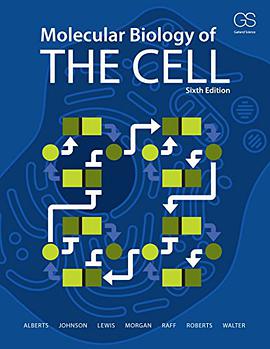 GS
Garland Science
Molecular Biology of
THE CELL
Sixth Edition
ALBERTS JOHNSON LEWIS MORGAN RAFF ROBERTS WALTER